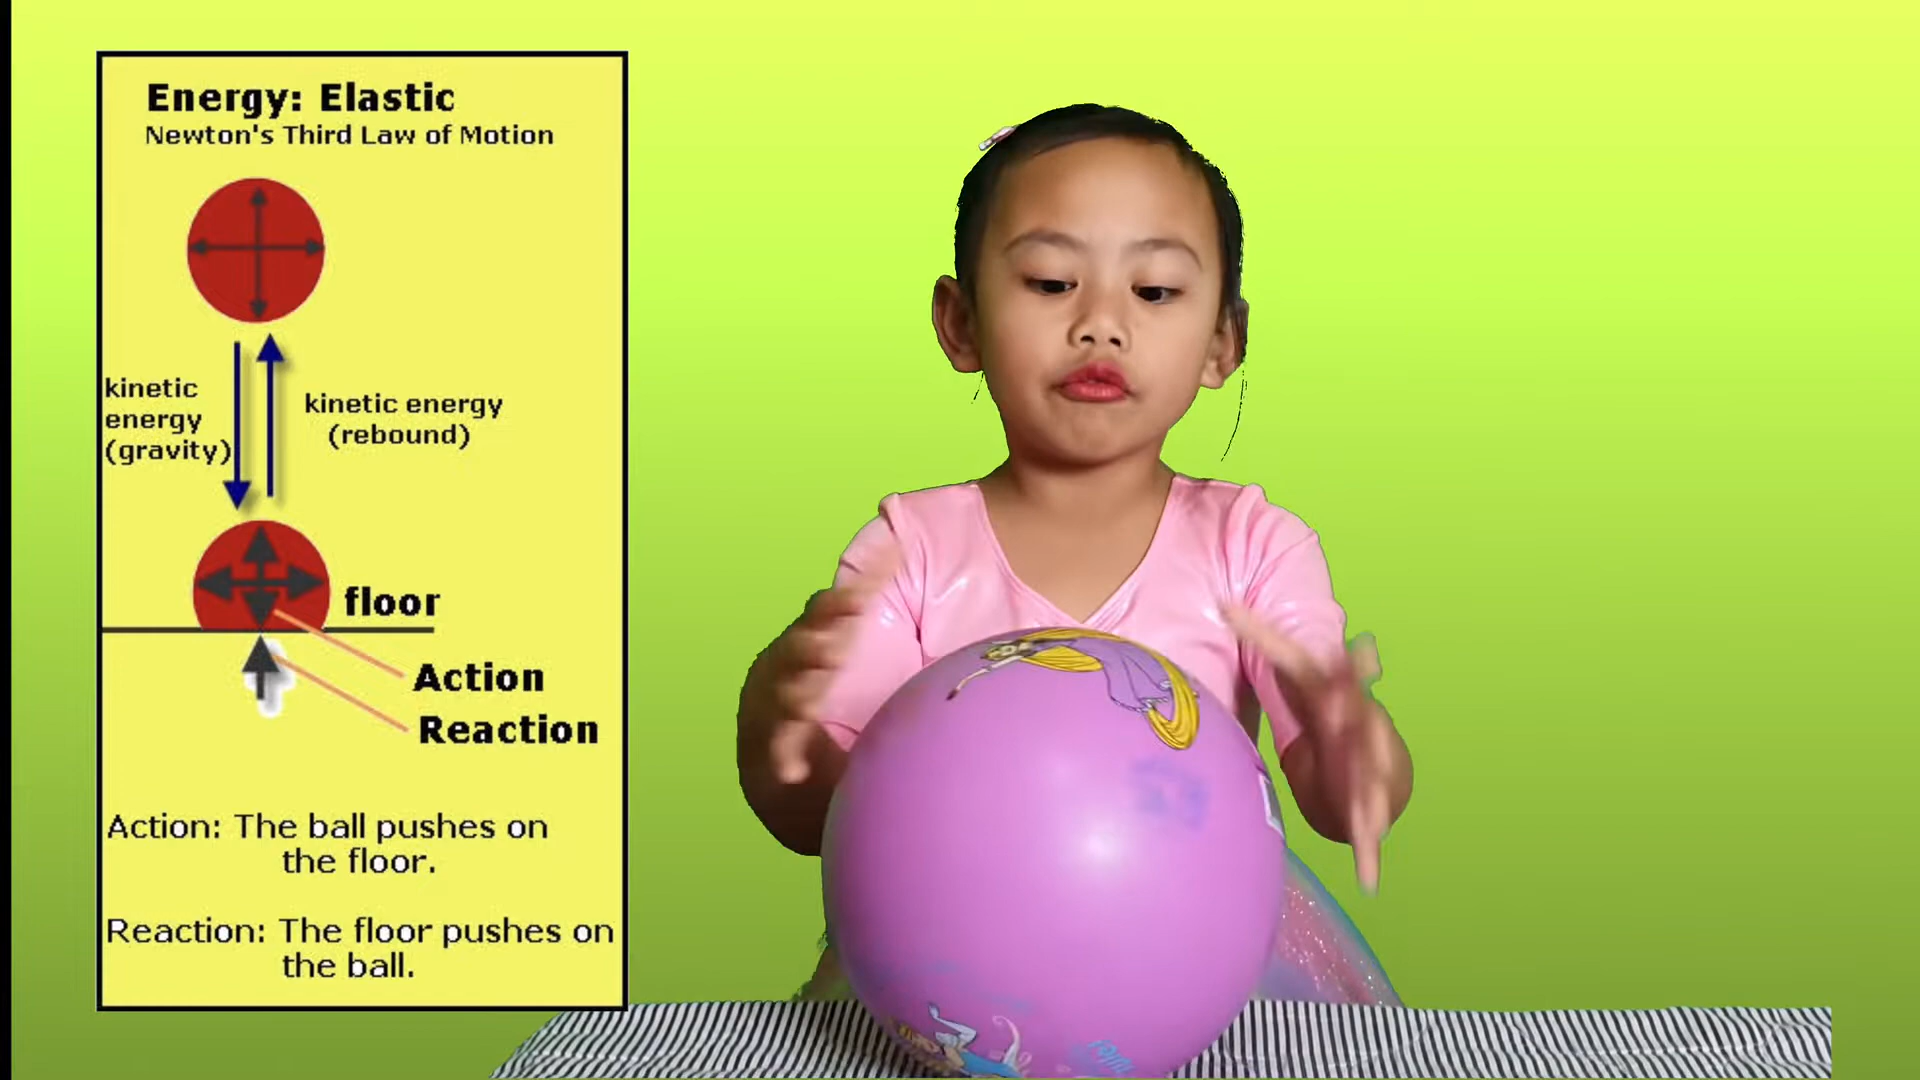 Energy: Elastic
Newton's Third Law of Motion
kinetic
energy
(gravity)
kinetic energy
(rebound)
floor
Action
Reaction
Action: The ball pushes on
the floor.
Reaction: The floor pushes on
the ball.